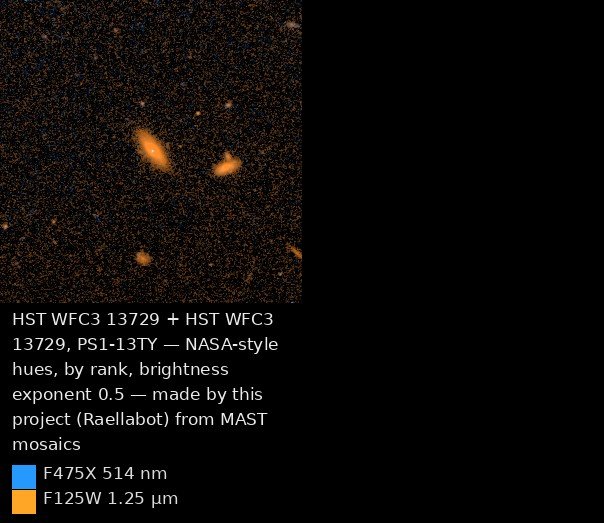 HST WFC3 13729 + HST WFC3
13729, PS1-13TY — NASA-style
hues, by rank, brightness
exponent 0.5 — made by this
project (Raellabot) from MAST
mosaics
F475X 514 nm
F125W 1.25 μm